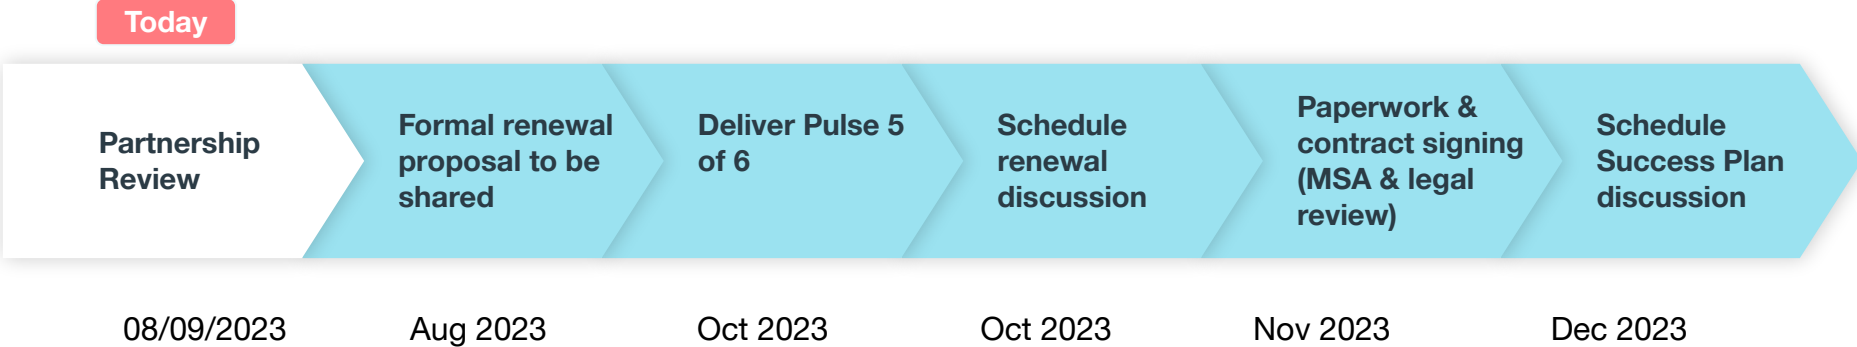 Today
Partnership
Review
Formal renewal
proposal to be
shared
Deliver Pulse 5
of 6
Schedule
renewal
discussion
Paperwork &
contract signing
(MSA & legal
review)
Schedule
Success Plan
discussion
08/09/2023
Aug 2023
Oct 2023
Oct 2023
Nov 2023
Dec 2023